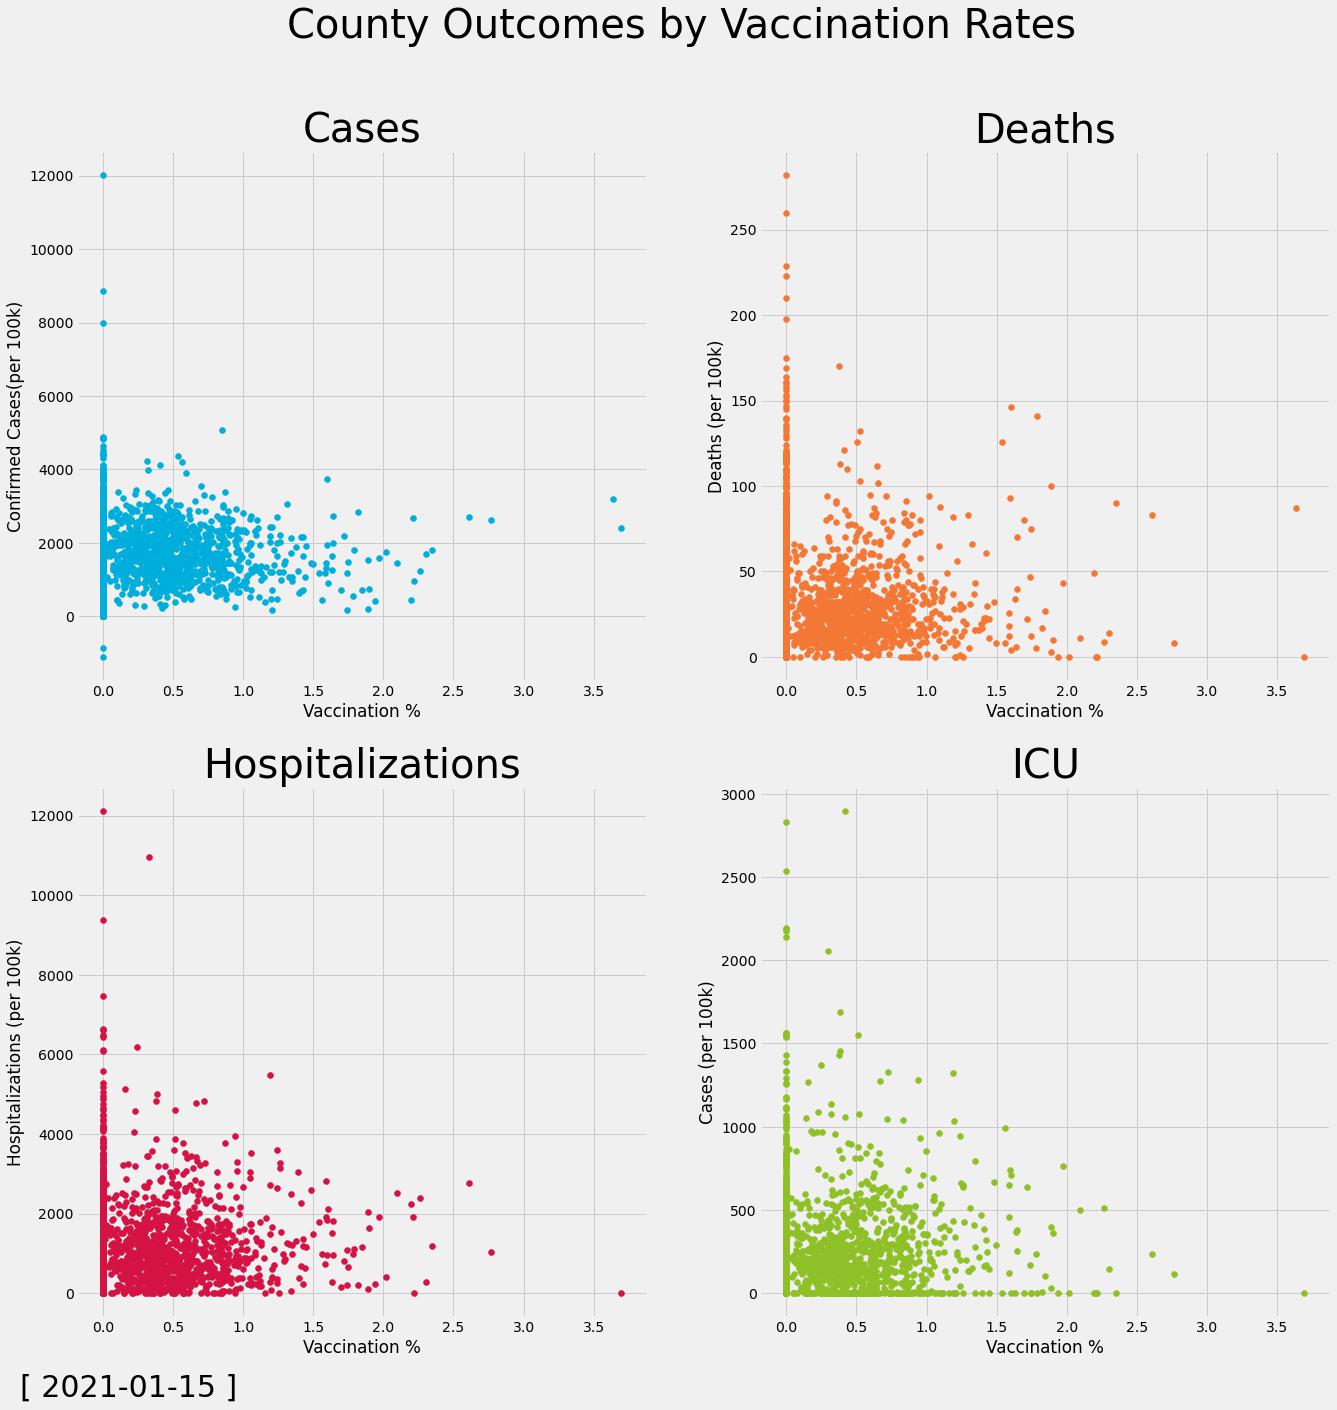 County Outcomes by Vaccination Rates
Cases
Confirmed Cases(per 100k)
12000
10000
8000
6000
4000
2000
0
0.0 0.5 1.0 1.5 2.0 2.5 3.0 3.5
Vaccination %
Deaths
Deaths (per 100k)
250
200
150
100
50
0
0.0 0.5 1.0 1.5 2.0 2.5 3.0 3.5
Vaccination %
Hospitalizations
Hospitalizations (per 100k)
12000
10000
8000
6000
4000
2000
0
0.0 0.5 1.0 1.5 2.0 2.5 3.0 3.5
Vaccination %
ICU
Cases (per 100k)
3000
2500
2000
1500
1000
500
0
0.0 0.5 1.0 1.5 2.0 2.5 3.0 3.5
Vaccination %
[ 2021-01-15 ]